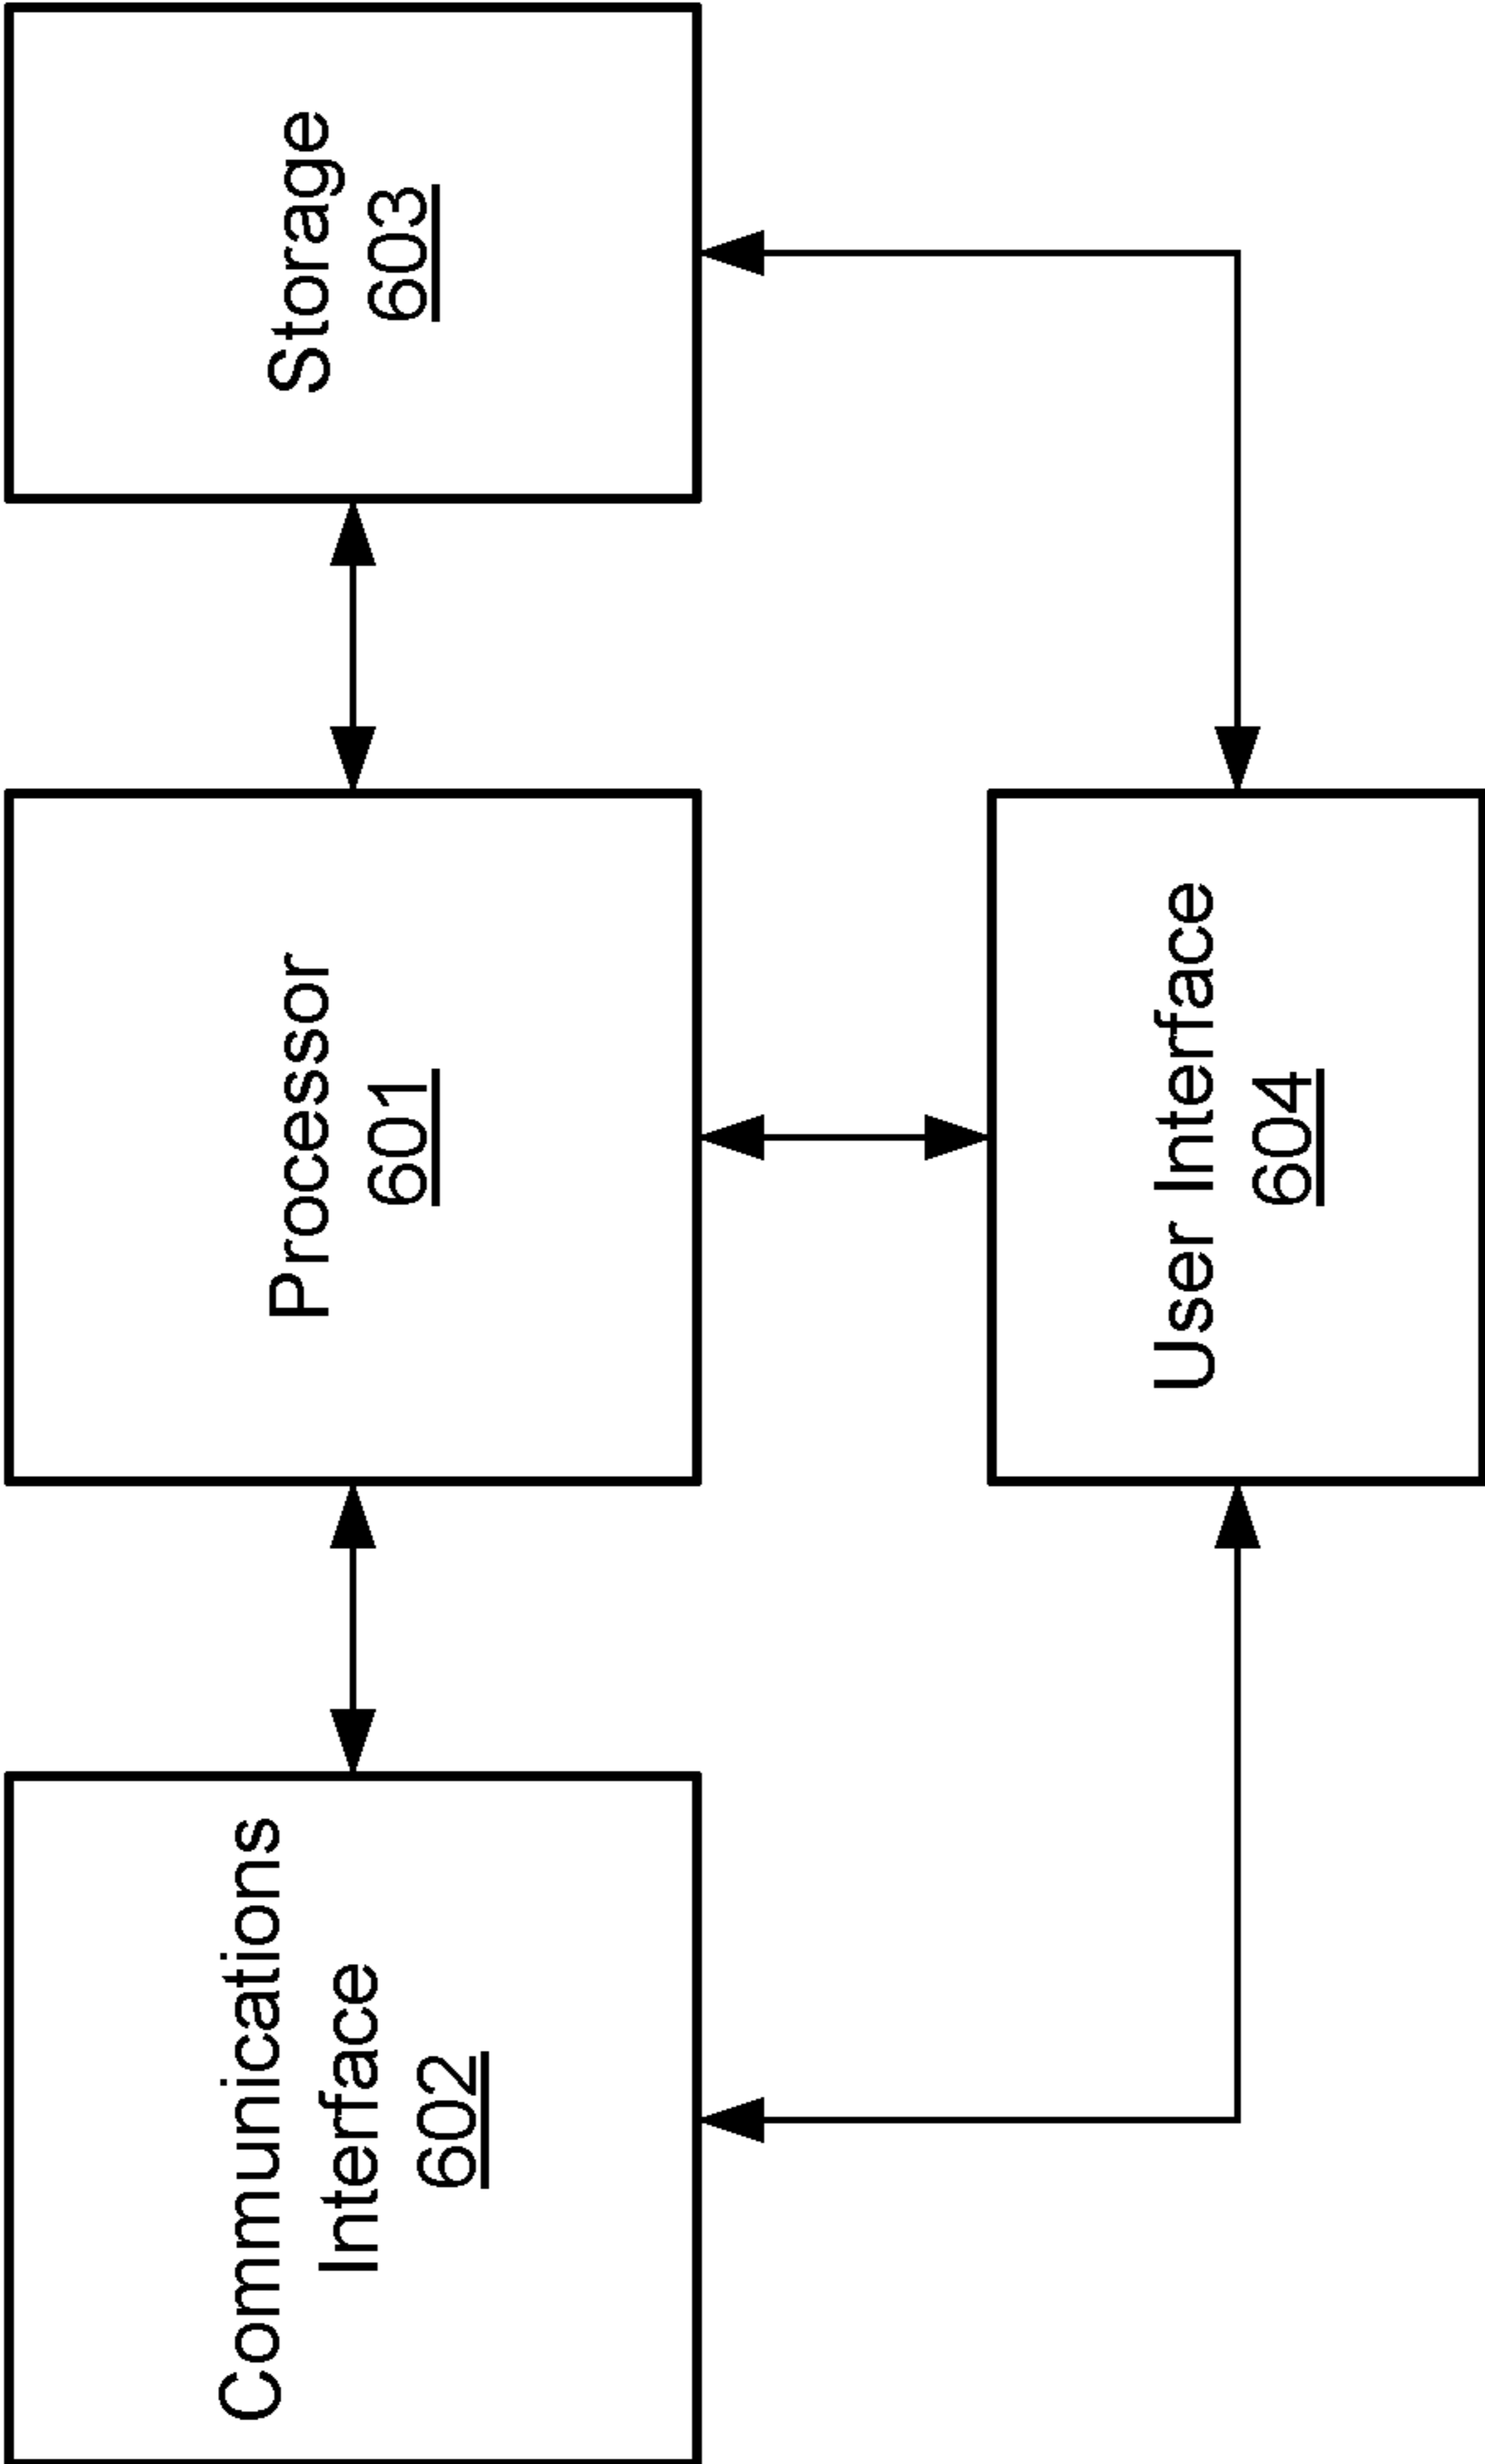 Communications
Interface
602
Processor
601
Storage
603
User Interface
604